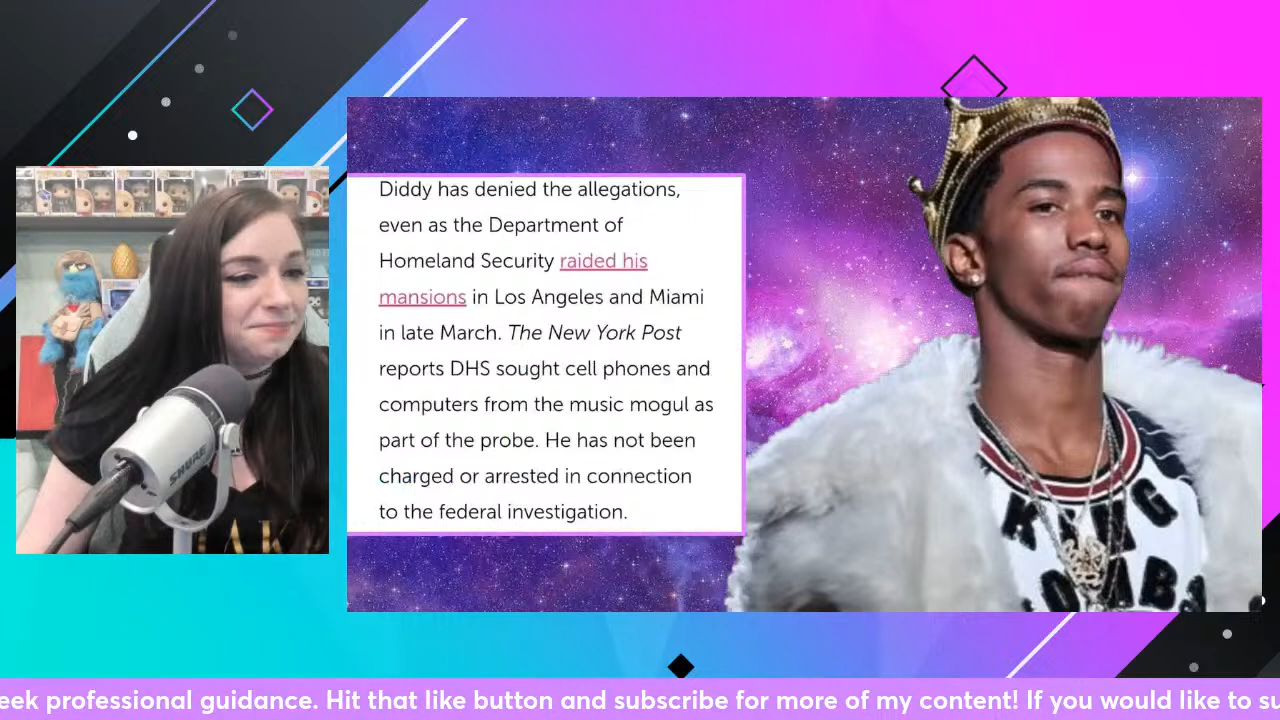 Diddy has denied the allegations,
even as the Department of
Homeland Security raided his
mansions in Los Angeles and Miami
in late March. The New York Post
reports DHS sought cell phones and
computers from the music mogul as
part of the probe. He has not been
charged or arrested in connection
to the federal investigation.
SHURE
KING
eek professional guidance. Hit that like button and subscribe for more of my content! If you would like to su